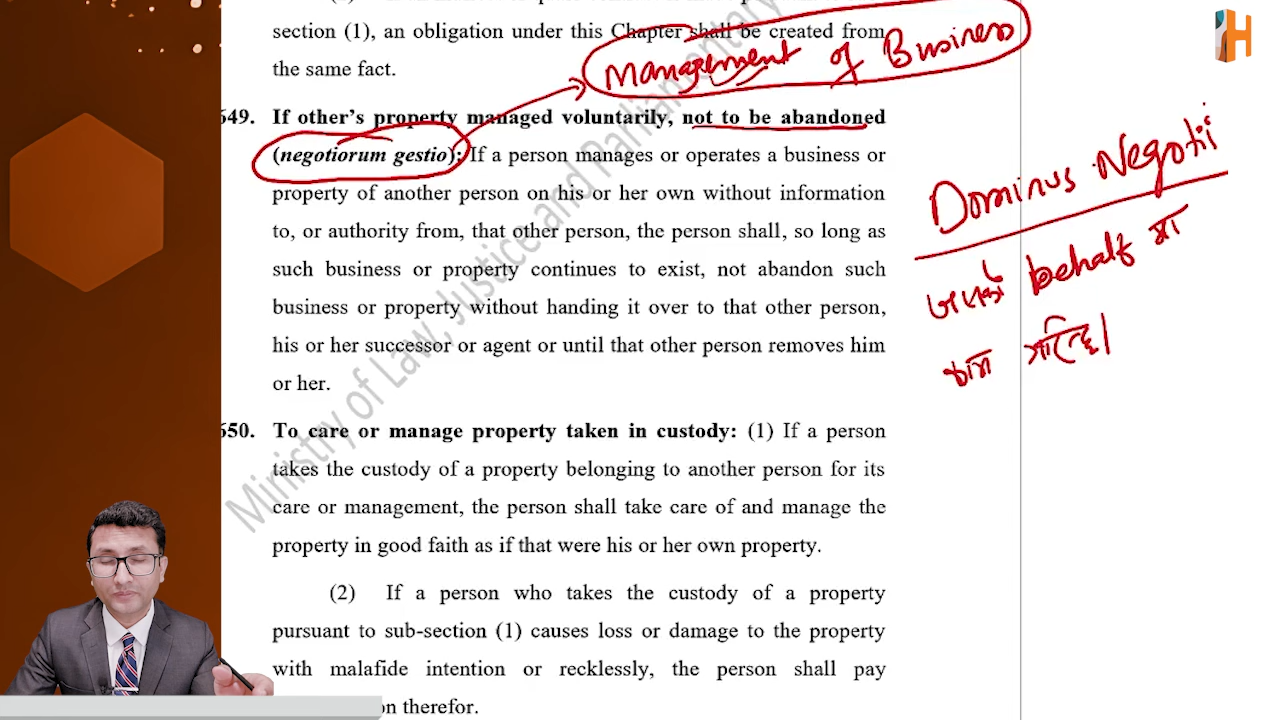 section (1), an obligation under this Chapter shall be created from
the same fact.
Management of Business
H
649. If other's property managed voluntarily, not to be abandoned
(negotiorum gestio): If a person manages or operates a business or
property of another person on his or her own without information
to, or authority from, that other person, the person shall, so long as
such business or property continues to exist, not abandon such
business or property without handing it over to that other person,
his or her successor or agent or until that other person removes him
or her.
Dominus Negotii
जसको behalf मा
काम गरिन्छ।
650. To care or manage property taken in custody: (1) If a person
takes the custody of a property belonging to another person for its
care or management, the person shall take care of and manage the
property in good faith as if that were his or her own property.
(2) If a person who takes the custody of a property
pursuant to sub-section (1) causes loss or damage to the property
with malafide intention or recklessly, the person shall pay
on therefor.
Ministry of Law, Justice and Parliamentary